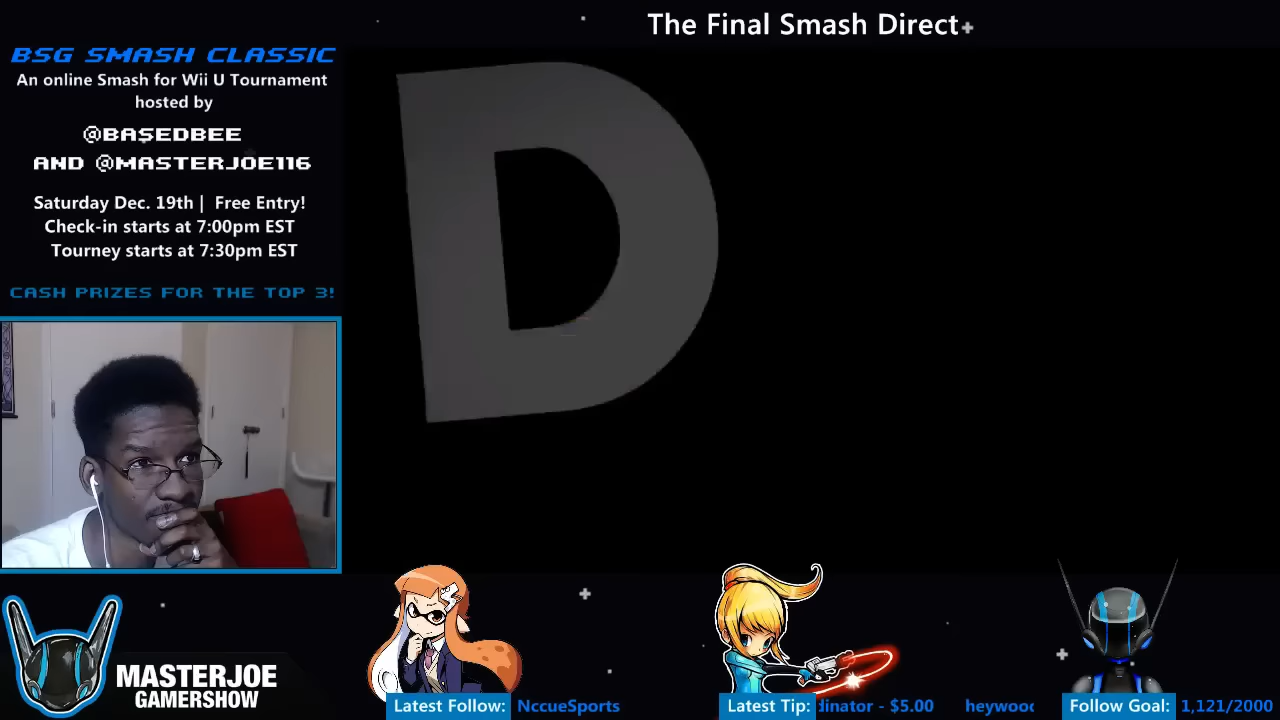 The Final Smash Direct
BSG SMASH CLASSIC
An online Smash for Wii U Tournament
hosted by
@BASEDBEE
AND @MASTERJOE116
Saturday Dec. 19th | Free Entry!
Check-in starts at 7:00pm EST
Tourney starts at 7:30pm EST
CASH PRIZES FOR THE TOP 3!
D
MASTERJOE
GAMERSHOW
Latest Follow: NccueSports
Latest Tip: dinator - $5.00 heywood
Follow Goal: 1,121/2000